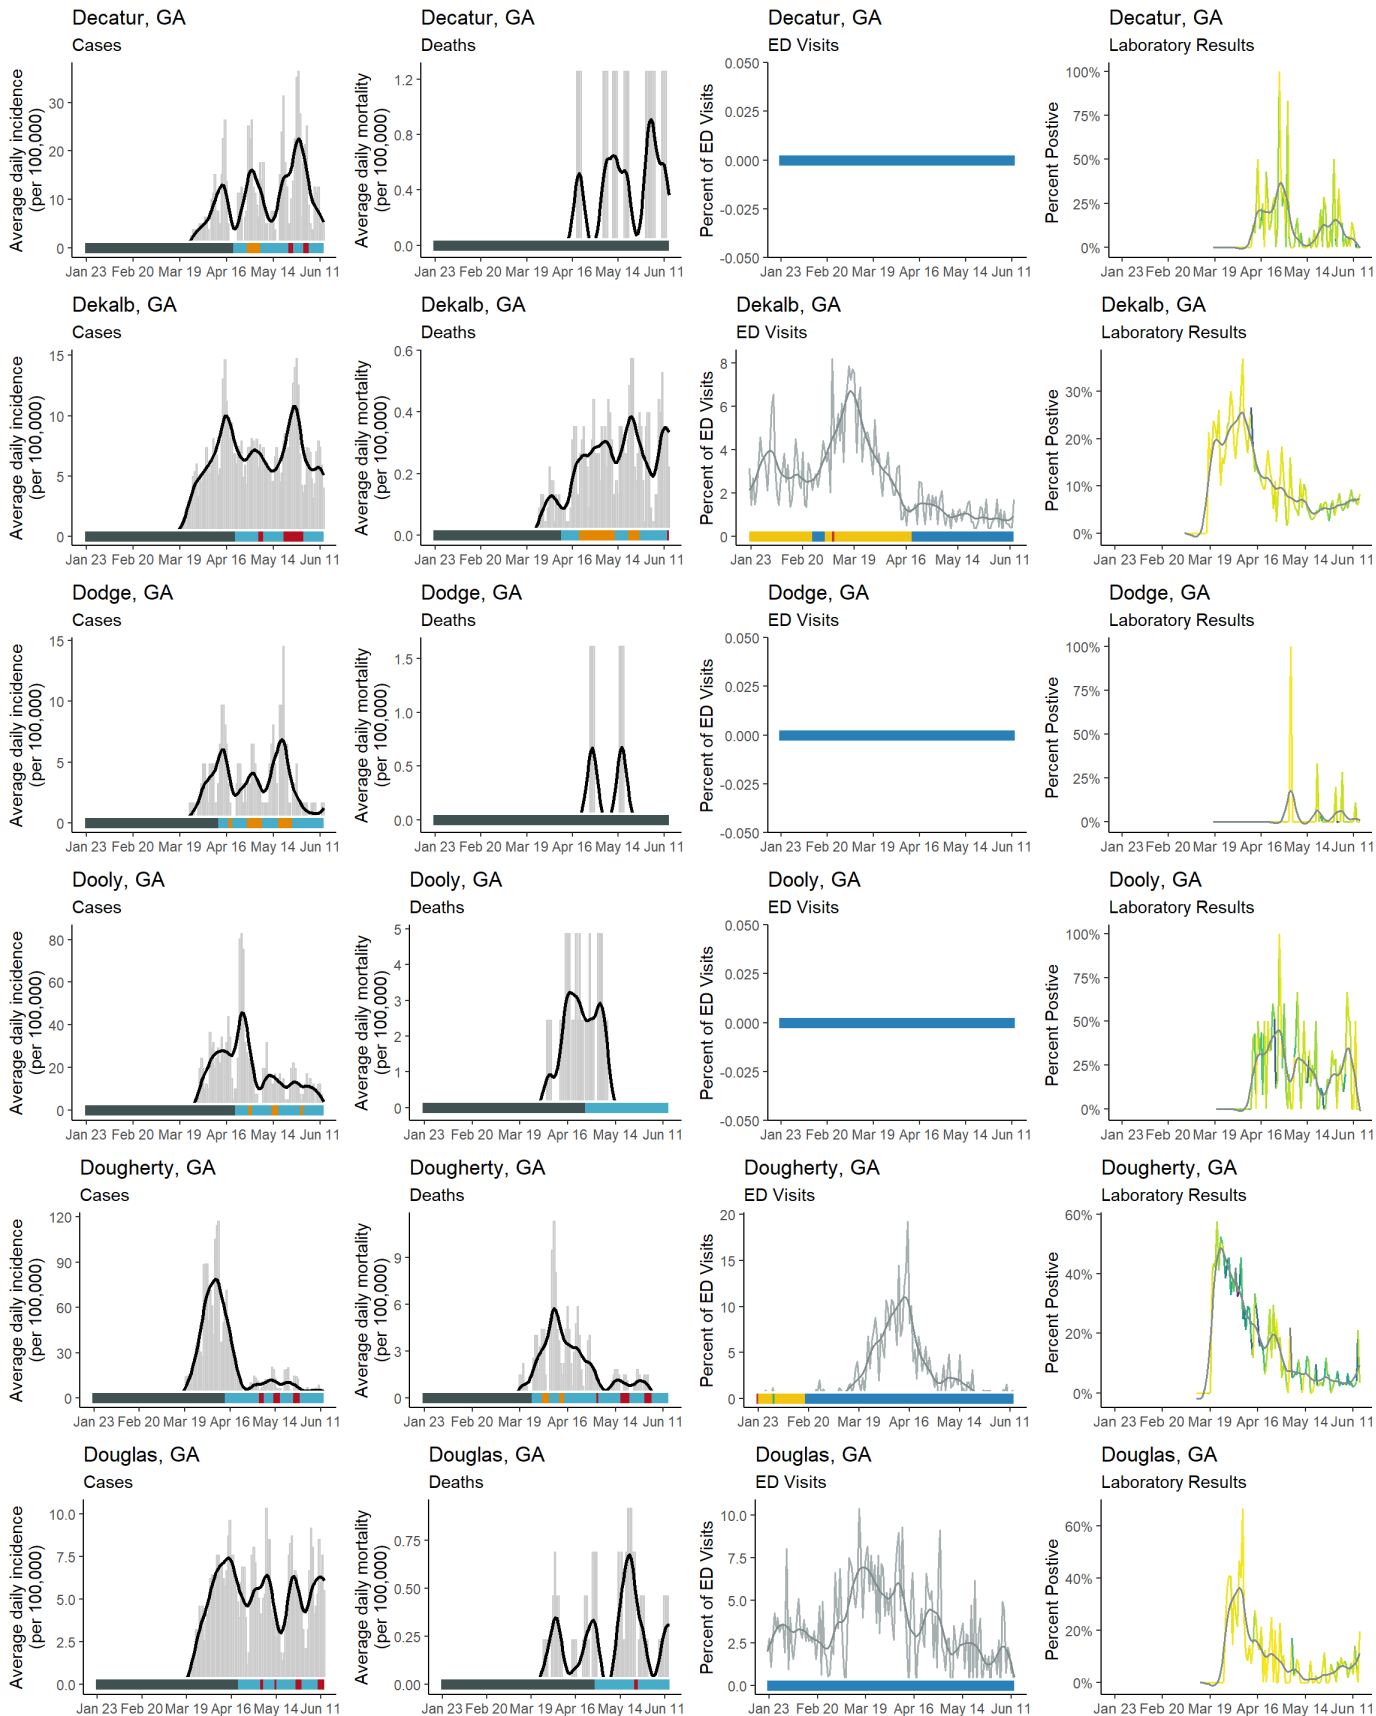 Decatur, GA
Cases
Average daily incidence
(per 100,000)
30
20
10
0
Jan 23 Feb 20 Mar 19 Apr 16 May 14 Jun 11
Decatur, GA
Deaths
Average daily mortality
(per 100,000)
1.2
0.8
0.4
0.0
Jan 23 Feb 20 Mar 19 Apr 16 May 14 Jun 11
Decatur, GA
ED Visits
Percent of ED Visits
0.050
0.025
0.000
-0.025
-0.050
Jan 23 Feb 20 Mar 19 Apr 16 May 14 Jun 11
Decatur, GA
Laboratory Results
Percent Postive
100%
75%
50%
25%
0%
Jan 23 Feb 20 Mar 19 Apr 16 May 14 Jun 11
Dekalb, GA
Cases
Average daily incidence
(per 100,000)
15
10
5
0
Jan 23 Feb 20 Mar 19 Apr 16 May 14 Jun 11
Dekalb, GA
Deaths
Average daily mortality
(per 100,000)
0.6
0.4
0.2
0.0
Jan 23 Feb 20 Mar 19 Apr 16 May 14 Jun 11
Dekalb, GA
ED Visits
Percent of ED Visits
8
6
4
2
0
Jan 23 Feb 20 Mar 19 Apr 16 May 14 Jun 11
Dekalb, GA
Laboratory Results
Percent Postive
30%
20%
10%
0%
Jan 23 Feb 20 Mar 19 Apr 16 May 14 Jun 11
Dodge, GA
Cases
Average daily incidence
(per 100,000)
15
10
5
0
Jan 23 Feb 20 Mar 19 Apr 16 May 14 Jun 11
Dodge, GA
Deaths
Average daily mortality
(per 100,000)
1.5
1.0
0.5
0.0
Jan 23 Feb 20 Mar 19 Apr 16 May 14 Jun 11
Dodge, GA
ED Visits
Percent of ED Visits
0.050
0.025
0.000
-0.025
-0.050
Jan 23 Feb 20 Mar 19 Apr 16 May 14 Jun 11
Dodge, GA
Laboratory Results
Percent Postive
100%
75%
50%
25%
0%
Jan 23 Feb 20 Mar 19 Apr 16 May 14 Jun 11
Dooly, GA
Cases
Average daily incidence
(per 100,000)
80
60
40
20
0
Jan 23 Feb 20 Mar 19 Apr 16 May 14 Jun 11
Dooly, GA
Deaths
Average daily mortality
(per 100,000)
5
4
3
2
1
0
Jan 23 Feb 20 Mar 19 Apr 16 May 14 Jun 11
Dooly, GA
ED Visits
Percent of ED Visits
0.050
0.025
0.000
-0.025
-0.050
Jan 23 Feb 20 Mar 19 Apr 16 May 14 Jun 11
Dooly, GA
Laboratory Results
Percent Postive
100%
75%
50%
25%
0%
Jan 23 Feb 20 Mar 19 Apr 16 May 14 Jun 11
Dougherty, GA
Cases
Average daily incidence
(per 100,000)
120
90
60
30
0
Jan 23 Feb 20 Mar 19 Apr 16 May 14 Jun 11
Dougherty, GA
Deaths
Average daily mortality
(per 100,000)
9
6
3
0
Jan 23 Feb 20 Mar 19 Apr 16 May 14 Jun 11
Dougherty, GA
ED Visits
Percent of ED Visits
20
15
10
5
0
Jan 23 Feb 20 Mar 19 Apr 16 May 14 Jun 11
Dougherty, GA
Laboratory Results
Percent Postive
60%
40%
20%
0%
Jan 23 Feb 20 Mar 19 Apr 16 May 14 Jun 11
Douglas, GA
Cases
Average daily incidence
(per 100,000)
10.0
7.5
5.0
2.5
0.0
Jan 23 Feb 20 Mar 19 Apr 16 May 14 Jun 11
Douglas, GA
Deaths
Average daily mortality
(per 100,000)
0.75
0.50
0.25
0.00
Jan 23 Feb 20 Mar 19 Apr 16 May 14 Jun 11
Douglas, GA
ED Visits
Percent of ED Visits
10.0
7.5
5.0
2.5
0.0
Jan 23 Feb 20 Mar 19 Apr 16 May 14 Jun 11
Douglas, GA
Laboratory Results
Percent Postive
60%
40%
20%
0%
Jan 23 Feb 20 Mar 19 Apr 16 May 14 Jun 11